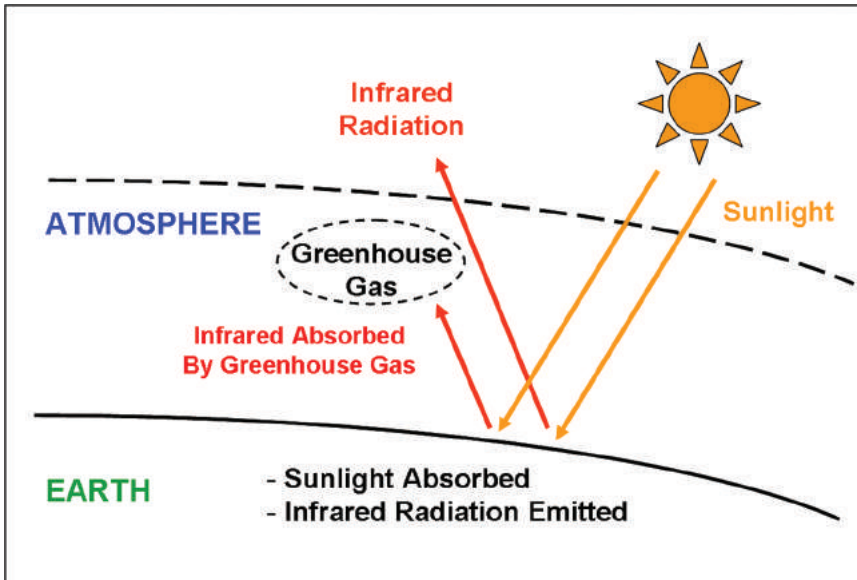 Infrared
Radiation
Sunlight
ATMOSPHERE
Greenhouse
Gas
Infrared Absorbed
By Greenhouse Gas
EARTH
- Sunlight Absorbed
- Infrared Radiation Emitted